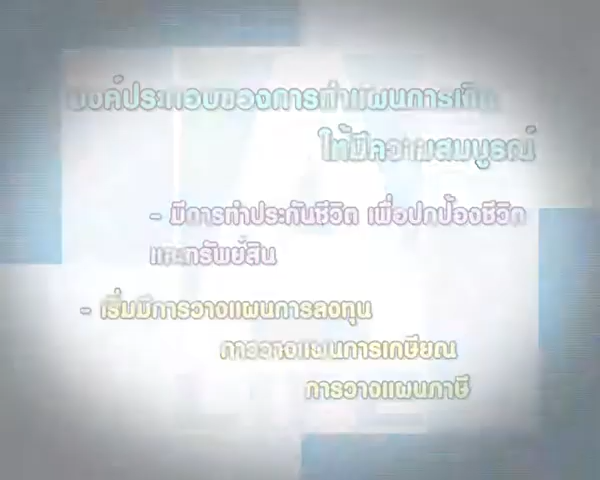 องค์ประกอบของการทำแผนการเงิน
ให้มีความสมบูรณ์
- มีการทำประกันชีวิต เพื่อปกป้องชีวิต
และทรัพย์สิน
- เริ่มมีการวางแผนการลงทุน
การวางแผนการเกษียณ
การวางแผนภาษี